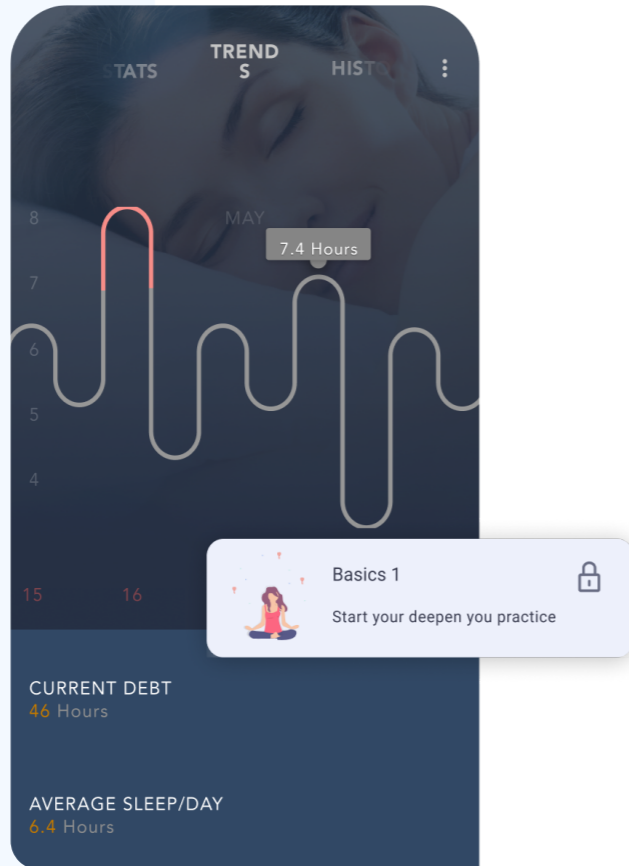 STATS
TREND
S
HISTO
8
MAY
7.4 Hours
7
6
5
4
15
16
Basics 1
Start your deepen you practice
CURRENT DEBT
46 Hours
AVERAGE SLEEP/DAY
6.4 Hours